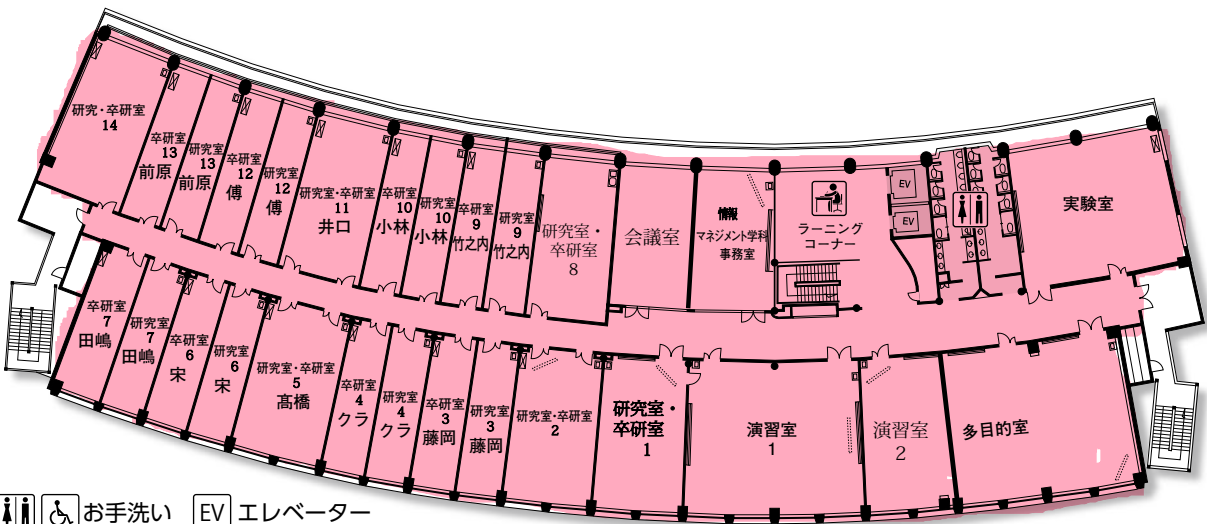 研究・卒研室
14
卒研室
13
前原
研究室
13
前原
卒研室
12
傅
研究室
12
傅
研究室・卒研室
11
井口
卒研室
10
小林
研究室
10
小林
卒研室
9
竹之内
研究室
9
竹之内
研究室・
卒研室
8
会議室
情報
マネジメント学科
事務室
ラーニング
コーナー
EV
EV
実験室
卒研室
7
田嶋
研究室
7
田嶋
卒研室
6
宋
研究室
6
宋
研究室・卒研室
5
髙橋
卒研室
4
クラ
研究室
4
クラ
卒研室
3
藤岡
研究室
3
藤岡
研究室・卒研室
2
研究室・
卒研室
1
演習室
1
演習室
2
多目的室
お手洗い EV エレベーター